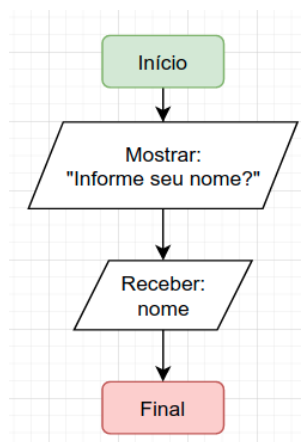 Início
Mostrar:
"Informe seu nome?"
Receber:
nome
Final